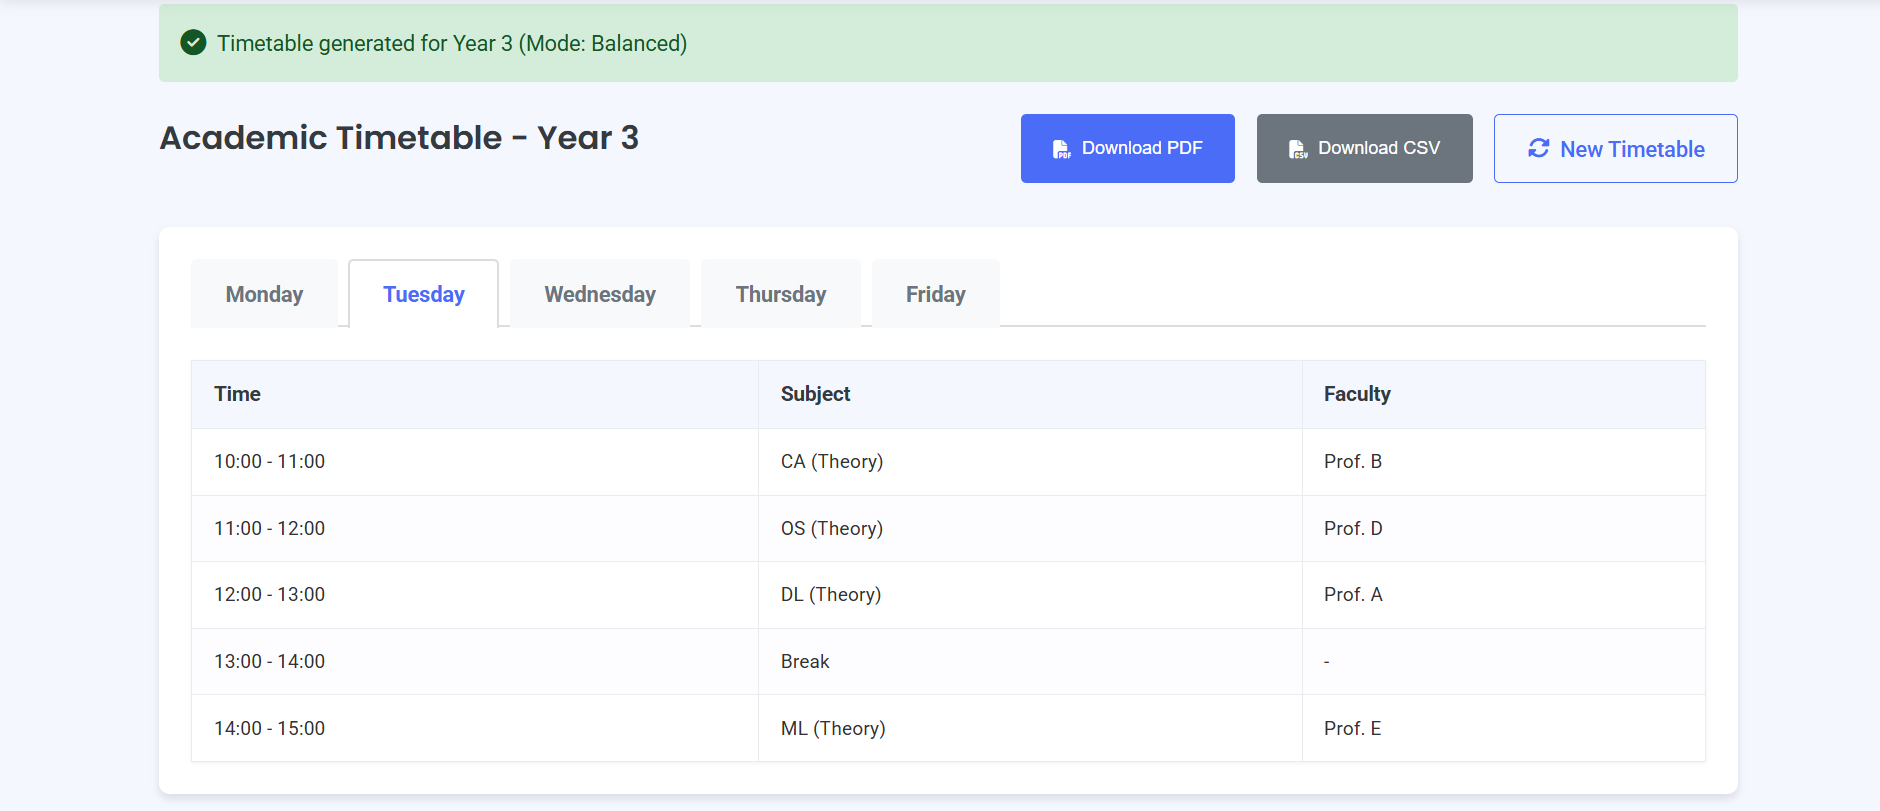 Timetable generated for Year 3 (Mode: Balanced)
Academic Timetable - Year 3
Download PDF
Download CSV
New Timetable
Monday
Tuesday
Wednesday
Thursday
Friday
Time Subject Faculty
10:00 - 11:00 CA (Theory) Prof. B
11:00 - 12:00 OS (Theory) Prof. D
12:00 - 13:00 DL (Theory) Prof. A
13:00 - 14:00 Break -
14:00 - 15:00 ML (Theory) Prof. E